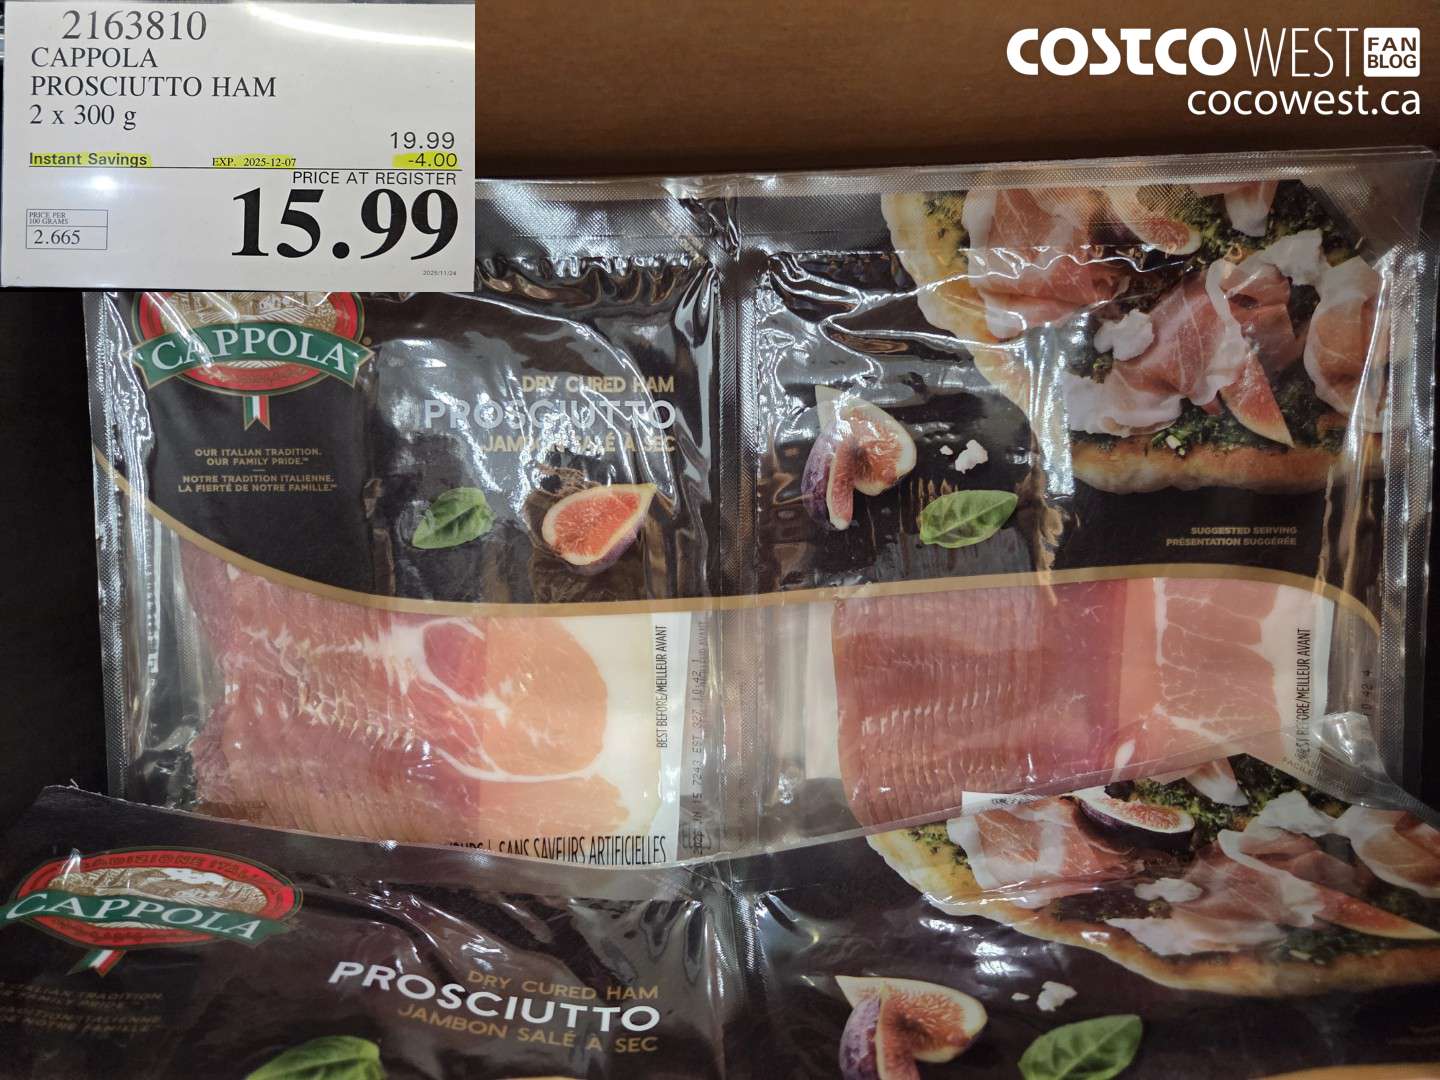 2163810
CAPPOLA
PROSCIUTTO HAM
2 x 300 g
19.99
Instant Savings EXP. 2025-12-07 -4.00
PRICE AT REGISTER
15.99
PRICE PER
100 GRAMS
2.665
2025/11/24
COSTCO WEST FAN BLOG
cocowest.ca
CAPPOLA
OUR ITALIAN TRADITION.
OUR FAMILY PRIDE.™
NOTRE TRADITION ITALIENNE.
LA FIERTÉ DE NOTRE FAMILLE.™
DRY CURED HAM
PROSCIUTTO
JAMBON SALÉ À SEC
SUGGESTED SERVING
PRÉSENTATION SUGGÉRÉE
BEST BEFORE/MEILLEUR AVANT
BEST BEFORE/MEILLEUR AVANT
SANS SAVEURS ARTIFICIELLES
CAPPOLA
DRY CURED HAM
PROSCIUTTO
JAMBON SALÉ À SEC